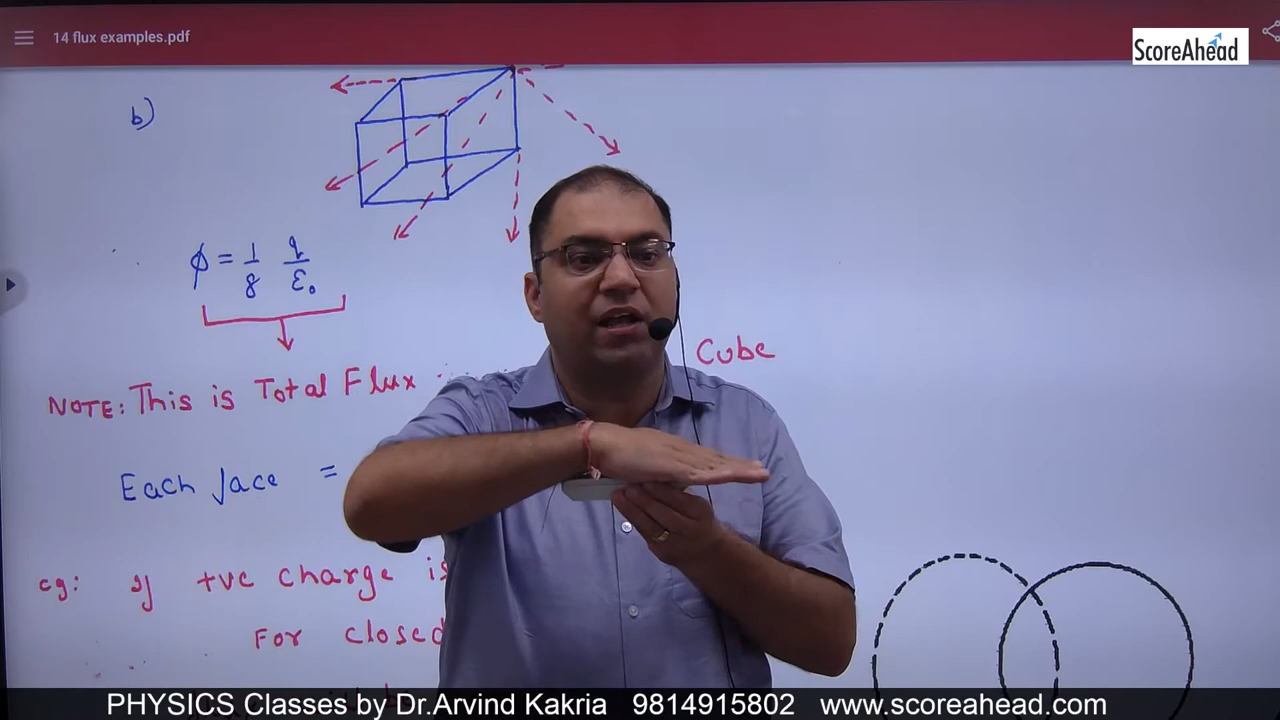 14 flux examples.pdf
ScoreAhead
b)
ϕ = 1/8 q/ε₀
Cube
NOTE: This is Total Flux
Each face =
eg: If +ve charge is
For closed
PHYSICS Classes by Dr.Arvind Kakria 9814915802 www.scoreahead.com